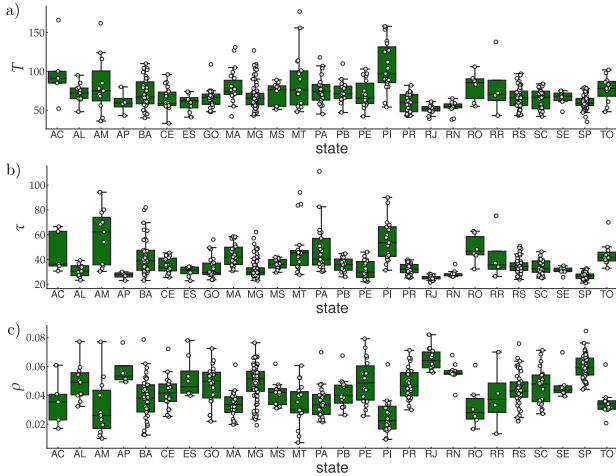 a)
T
150
100
50
AC AL AM AP BA CE ES GO MA MG MS MT PA PB PE PI PR RJ RN RO RR RS SC SE SP TO
state
b)
τ
100
80
60
40
20
AC AL AM AP BA CE ES GO MA MG MS MT PA PB PE PI PR RJ RN RO RR RS SC SE SP TO
state
c)
ρ
0.08
0.06
0.04
0.02
AC AL AM AP BA CE ES GO MA MG MS MT PA PB PE PI PR RJ RN RO RR RS SC SE SP TO
state